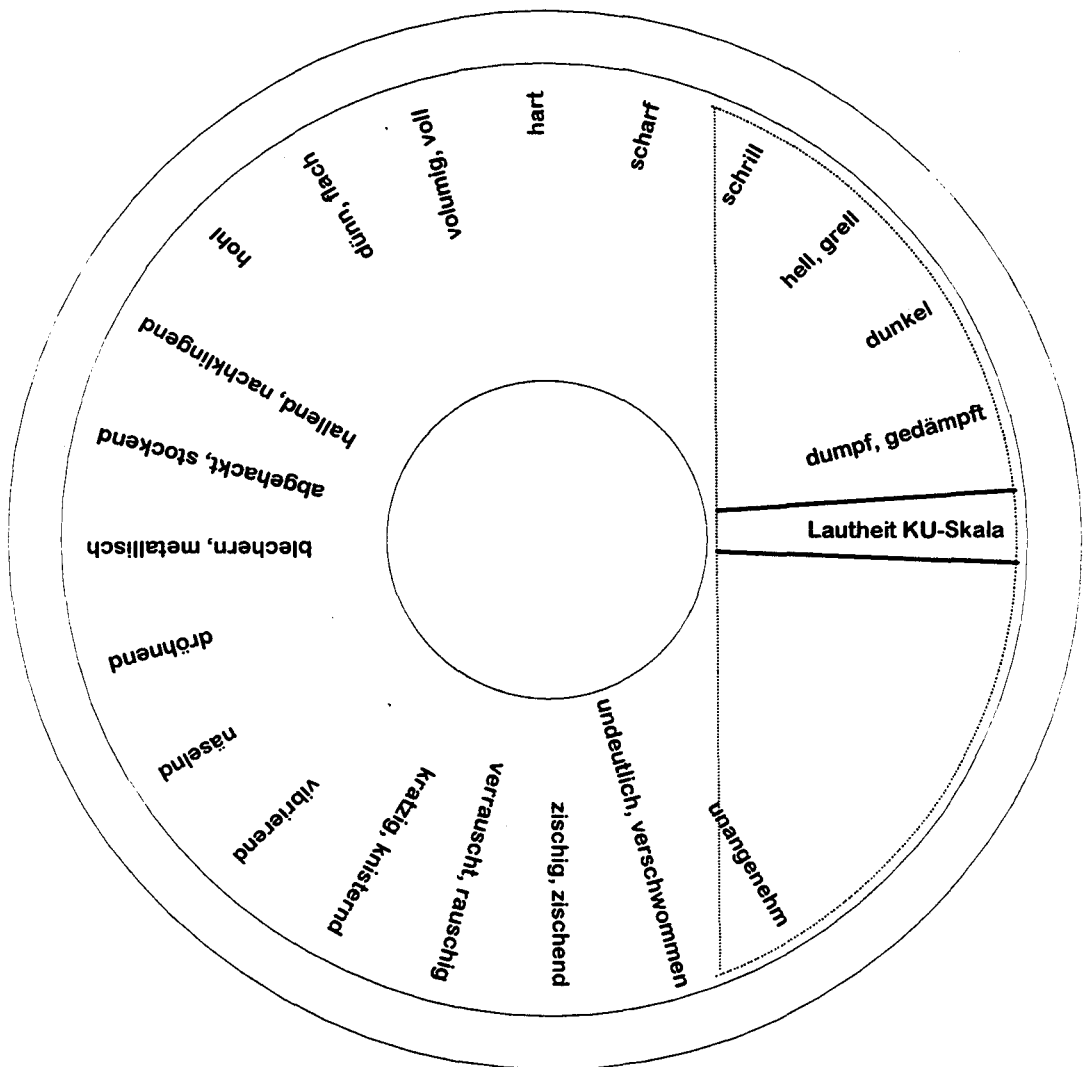 hart
scharf
schrill
hell, grell
dunkel
dumpf, gedämpft
Lautheit KU-Skala
unangenehm
undeutlich, verschwommen
zischig, zischend
verrauscht, rauschig
kratzig, knisternd
vibrierend
näselnd
dröhnend
blechern, metallisch
abgehackt, stockend
hallend, nachklingend
hohl
dünn, flach
volumig, voll